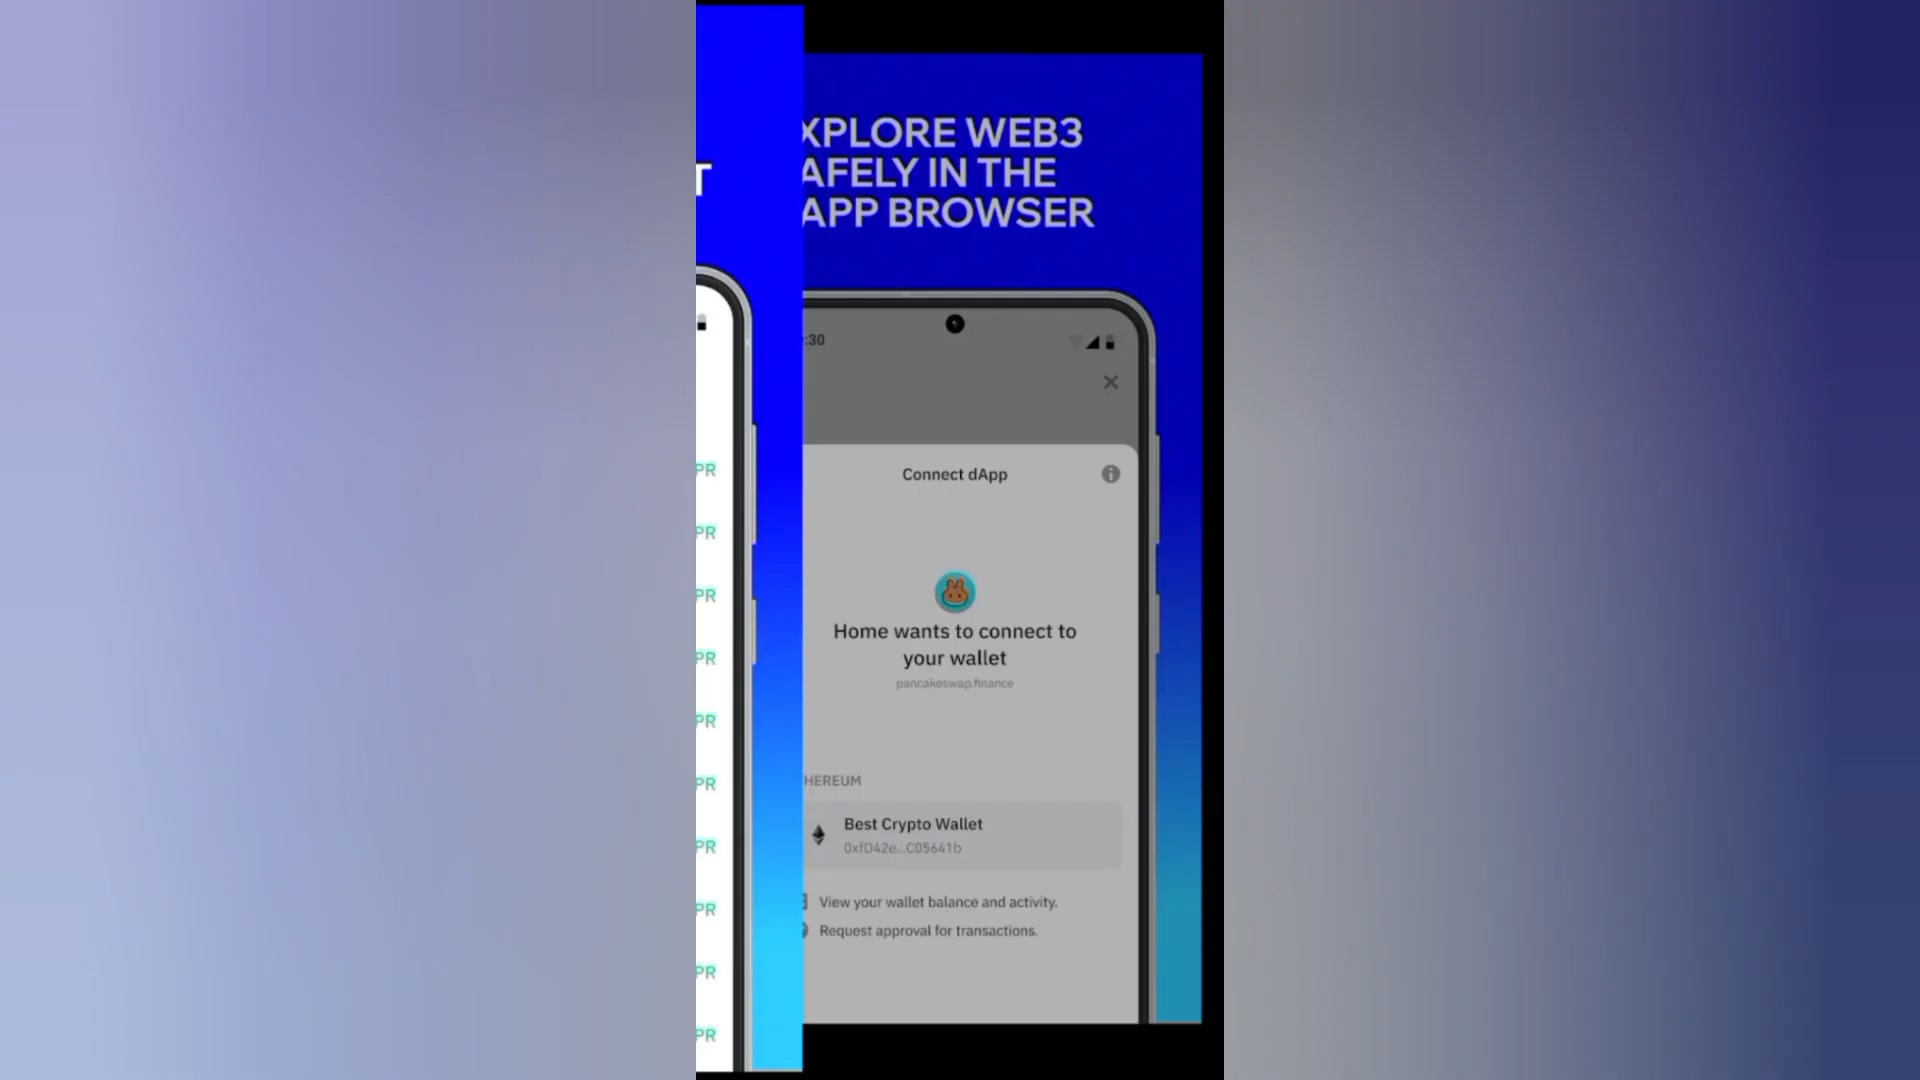 T
PR
PR
PR
PR
PR
PR
PR
PR
PR
PR
XPLORE WEB3
AFELY IN THE
APP BROWSER
:30
Connect dApp
Home wants to connect to
your wallet
pancakeswap.finance
HEREUM
Best Crypto Wallet
0xfD42e...C05641b
View your wallet balance and activity.
Request approval for transactions.